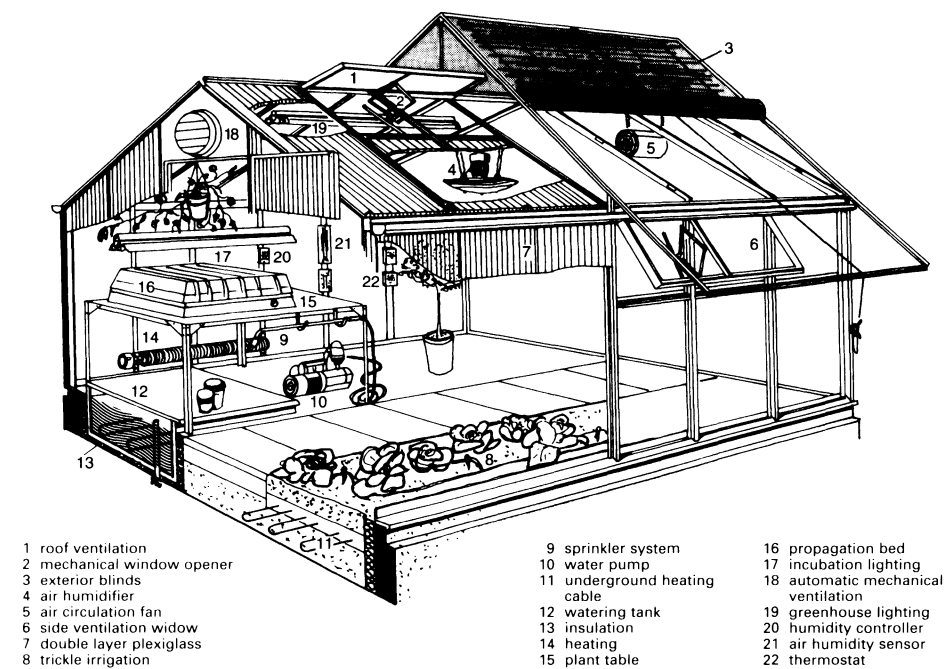 1
2
3
19
18
5
4
21
7
6
17
20
22
16
15
14
9
12
10
13
8
11
1 roof ventilation
2 mechanical window opener
3 exterior blinds
4 air humidifier
5 air circulation fan
6 side ventilation widow
7 double layer plexiglass
8 trickle irrigation
9 sprinkler system
10 water pump
11 underground heating
cable
12 watering tank
13 insulation
14 heating
15 plant table
16 propagation bed
17 incubation lighting
18 automatic mechanical
ventilation
19 greenhouse lighting
20 humidity controller
21 air humidity sensor
22 thermostat